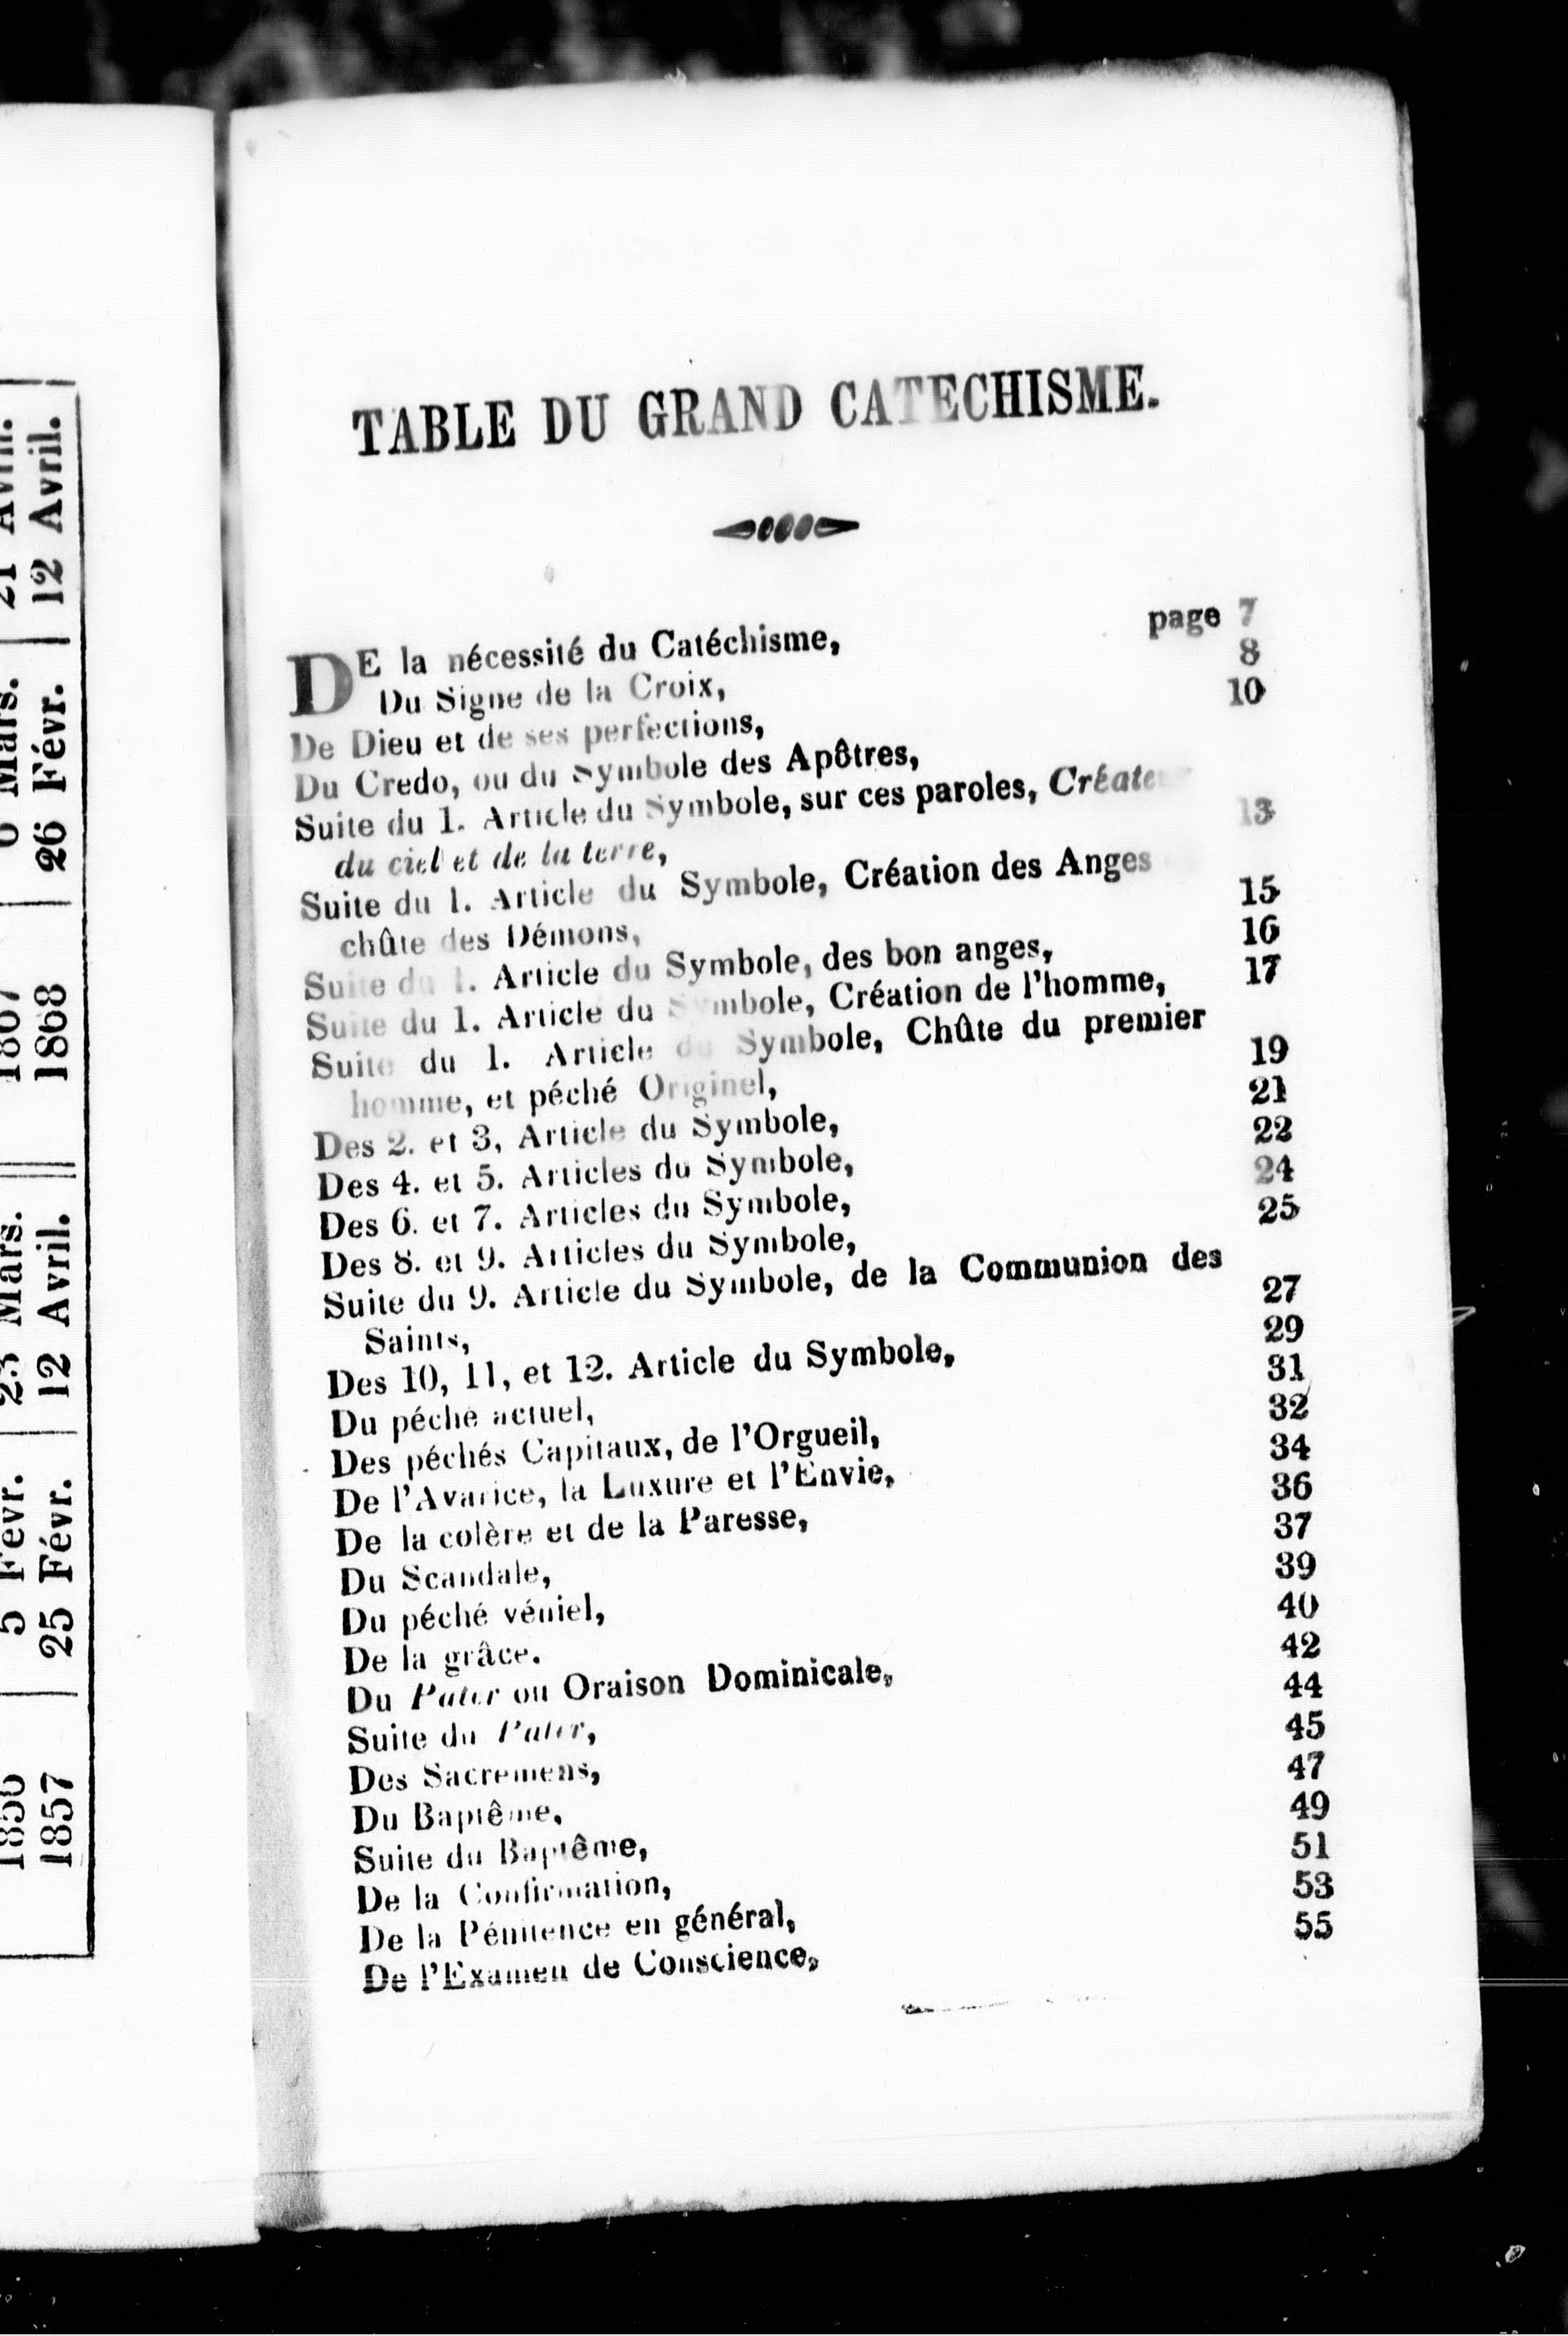 1857 25 Févr. 12 Avril. 1868 26 Févr. 12 Avril.
TABLE DU GRAND CATECHISME.
DE la nécessité du Catéchisme, page 7
Du Signe de la Croix, 8
De Dieu et de ses perfections, 10
Du Credo, ou du Symbole des Apôtres,
Suite du 1. Article du Symbole, sur ces paroles, Créate
du ciel et de la terre, 13
Suite du 1. Article du Symbole, Création des Anges
chûte des Démons, 15
Suite du 1. Article du Symbole, des bon anges, 16
Suite du 1. Article du Symbole, Création de l'homme, 17
Suite du 1. Article du Symbole, Chûte du premier
homme, et péché Originel, 19
Des 2. et 3, Article du Symbole, 21
Des 4. et 5. Articles du Symbole, 22
Des 6. et 7. Articles du Symbole, 24
Des 8. et 9. Articles du Symbole, 25
Suite du 9. Article du Symbole, de la Communion des
Saints, 27
Des 10, 11, et 12. Article du Symbole, 29
Du péché actuel, 31
Des péchés Capitaux, de l'Orgueil, 32
De l'Avarice, la Luxure et l'Envie, 34
De la colère et de la Paresse, 36
Du Scandale, 37
Du péché véniel, 39
De la grâce. 40
Du Pater ou Oraison Dominicale, 42
Suite du Pater, 44
Des Sacremens, 45
Du Baptême, 47
Suite du Baptême, 49
De la Confirmation, 51
De la Pénitence en général, 53
De l'Examen de Conscience, 55